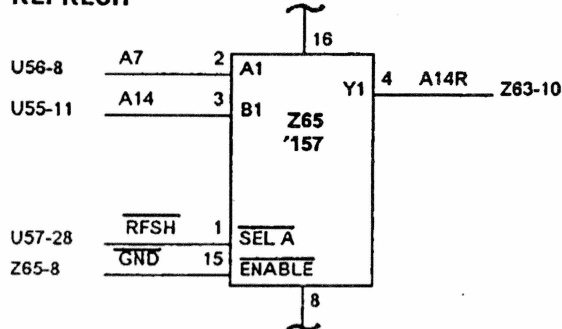 REFRESH
16
U56-8 A7 2 A1
Y1 4 A14R Z63-10
U55-11 A14 3 B1
Z65
'157
U57-28 RFSH 1 SEL A
Z65-8 GND 15 ENABLE
8